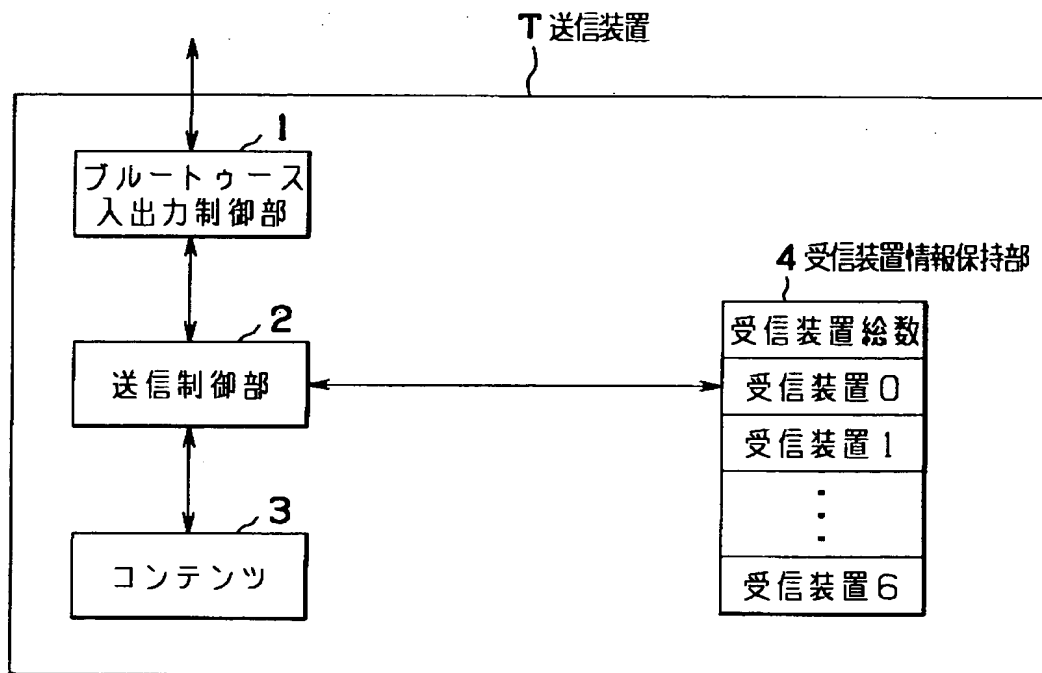 T 送信装置
1
ブルートゥース
入出力制御部
2
送信制御部
3
コンテンツ
4 受信装置情報保持部
受信装置総数
受信装置0
受信装置1
受信装置6